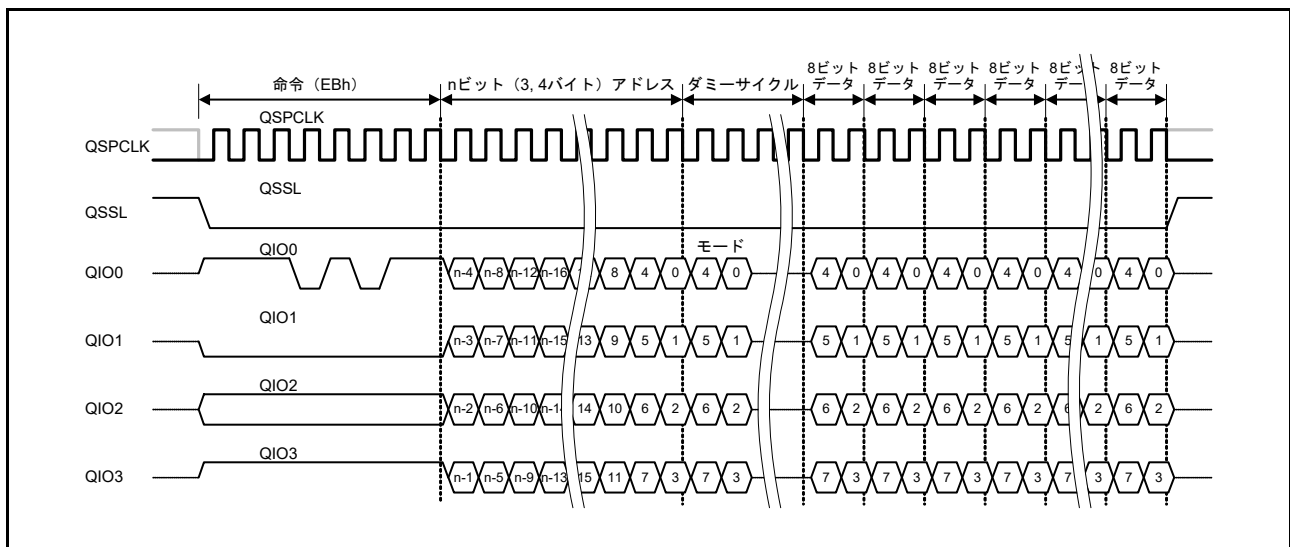 8ビット 8ビット 8ビット 8ビット 8ビット 8ビット
命令（EBh） nビット（3, 4バイト）アドレス ダミーサイクル データ データ データ データ データ データ
QSPCLK
QSPCLK
QSSL
QSSL
QIO0 モード
QIO0 n-4 n-8 n-12 n-16 8 4 0 4 0 4 0 4 0 4 0 4 0 4 0 4 0
QIO1
QIO1 n-3 n-7 n-11 n-15 13 9 5 1 5 1 5 1 5 1 5 1 5 1 5 1 5 1
QIO2
QIO2 n-2 n-6 n-10 14 10 6 2 6 2 6 2 6 2 6 2 6 2 6 2 6 2
QIO3
QIO3 n-1 n-5 n-9 n-13 15 11 7 3 7 3 7 3 7 3 7 3 7 3 3 7 3